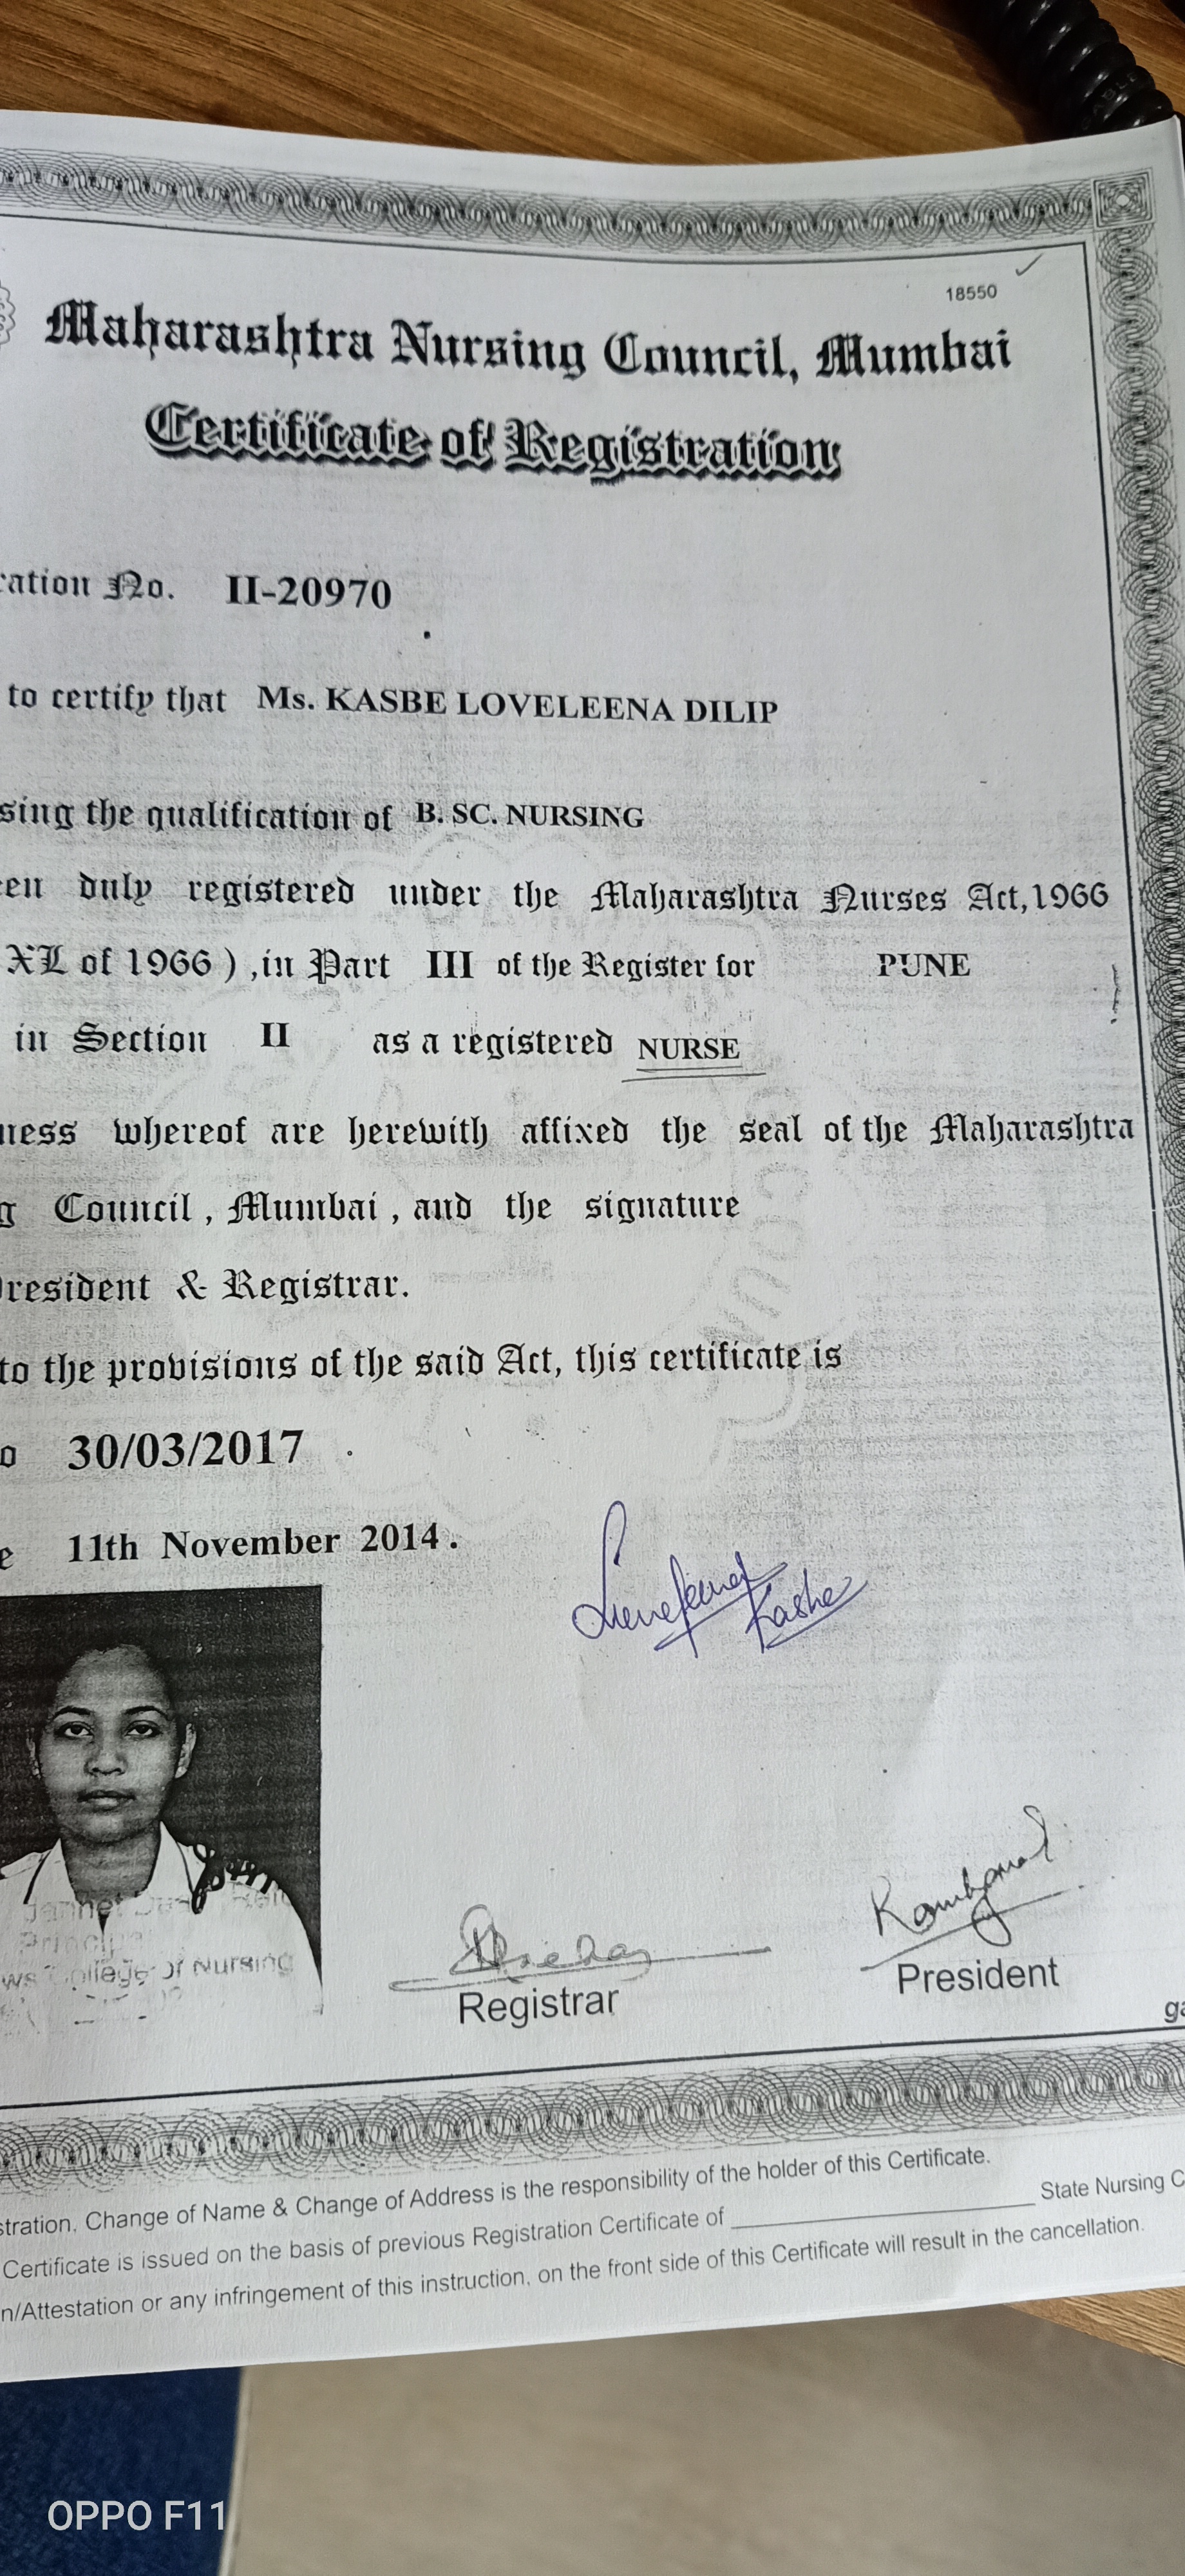 18550
Maharashtra Nursing Council, Mumbai
Certificate of Registration
ration No. II-20970
to certify that Ms. KASBE LOVELEENA DILIP
sing the qualification of B. SC. NURSING
en duly registered under the Maharashtra Nurses Act, 1966
XL of 1966 ) ,in Part III of the Register for PUNE
in Section II as a registered NURSE
ness whereof are herewith affixed the seal of the Maharashtra
g Council , Mumbai , and the signature
resident & Registrar.
to the provisions of the said Act, this certificate is
o 30/03/2017
e 11th November 2014.
Kasbe
College of Nursing
Registrar
President
ga
stration, Change of Name & Change of Address is the responsibility of the holder of this Certificate.
Certificate is issued on the basis of previous Registration Certificate of ____________ State Nursing C
n/Attestation or any infringement of this instruction, on the front side of this Certificate will result in the cancellation.
OPPO F11